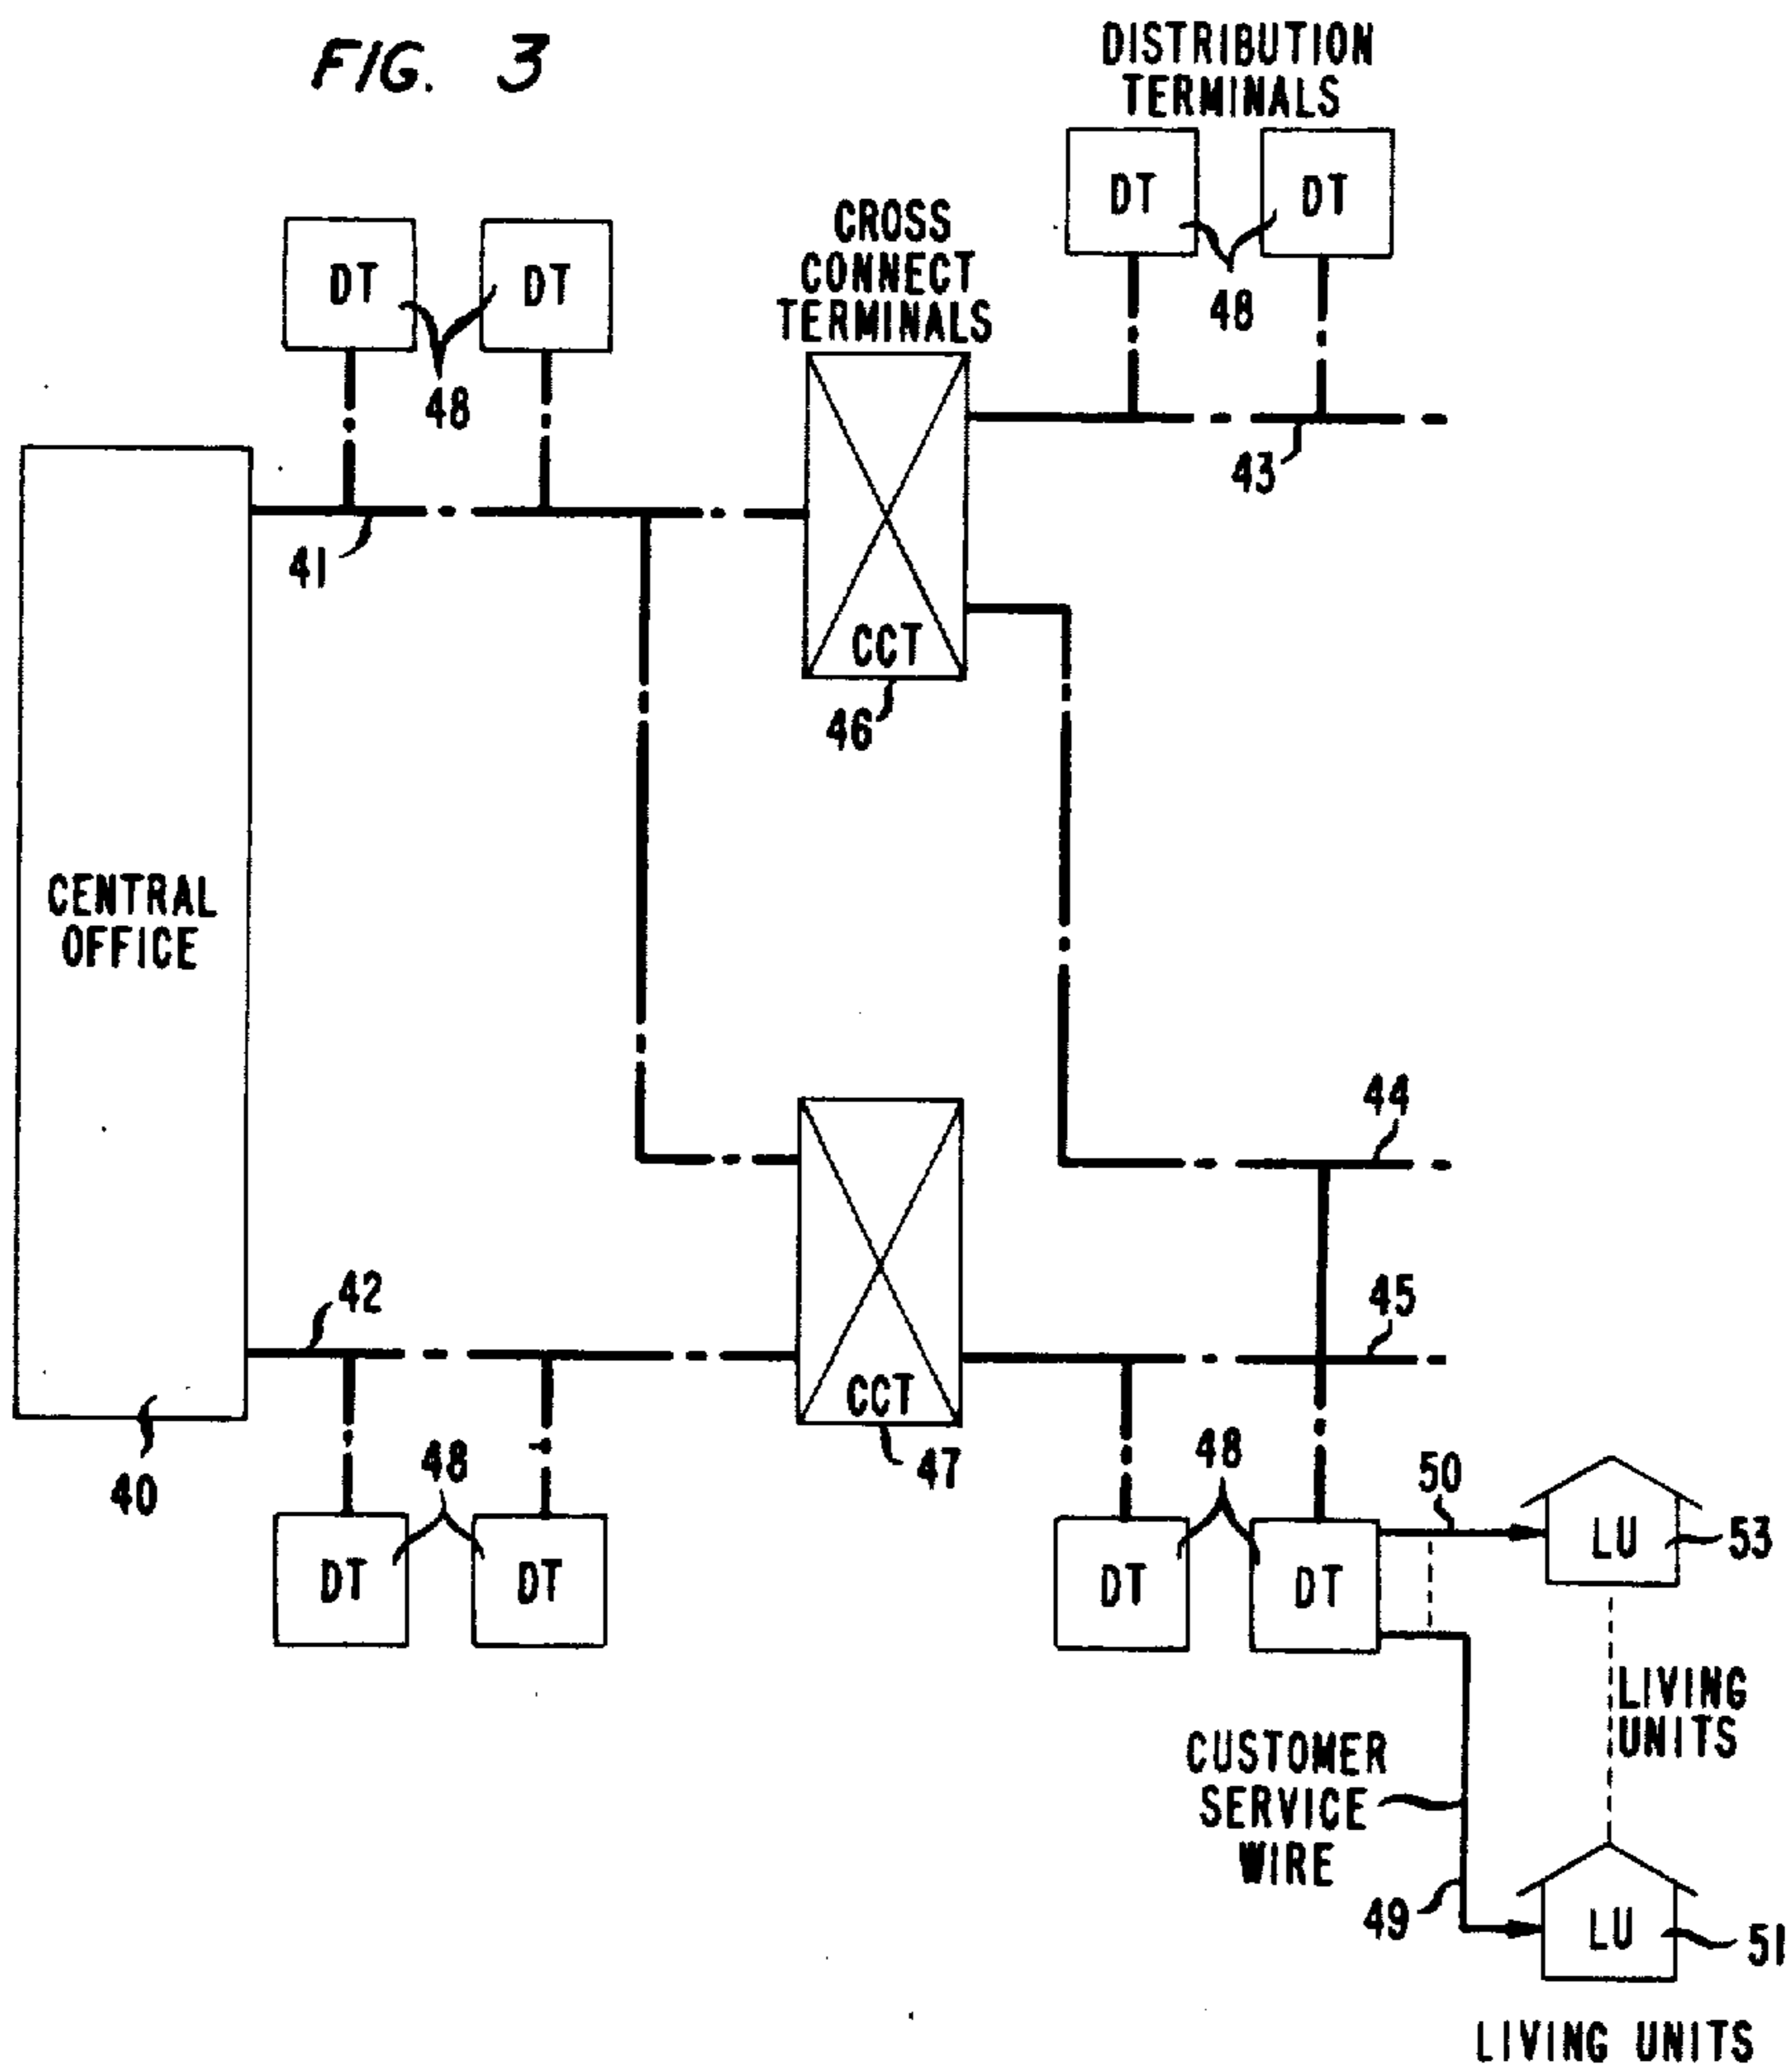 FIG. 3
DISTRIBUTION
TERMINALS
DT
DT
48
CROSS
CONNECT
TERMINALS
DT
DT
48
43
41
CCT
46
CENTRAL
OFFICE
44
42
45
CCT
47
40
48
DT
DT
48
DT
DT
50
LU
53
LIVING
UNITS
CUSTOMER
SERVICE
WIRE
49
LU
51
LIVING UNITS